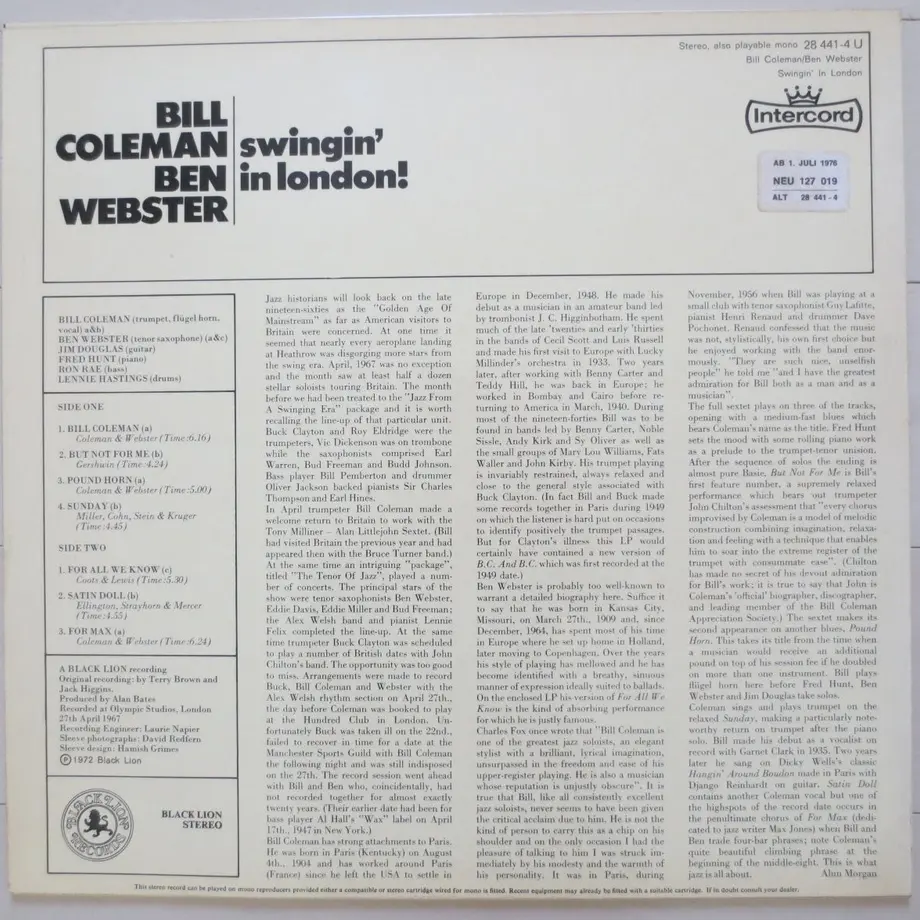 Stereo, also playable mono 28 441-4 U
Bill Coleman/Ben Webster
Swingin' In London
Intercord
AB 1. JULI 1976
NEU 127 019
ALT 28 441-4
BILL
COLEMAN
BEN
WEBSTER
swingin'
in london!
BILL COLEMAN (trumpet, flügel horn,
vocal) a&b)
BEN WEBSTER (tenor saxophone) (a&c)
JIM DOUGLAS (guitar)
FRED HUNT (piano)
RON RAE (bass)
LENNIE HASTINGS (drums)
SIDE ONE
1. BILL COLEMAN (a)
Coleman & Webster (Time:6.16)
2. BUT NOT FOR ME (b)
Gershwin (Time:4.24)
3. POUND HORN (a)
Coleman & Webster (Time:5.00)
4. SUNDAY (b)
Miller, Cohn, Stein & Kruger
(Time:4.45)
SIDE TWO
1. FOR ALL WE KNOW (c)
Coots & Lewis (Time:5.30)
2. SATIN DOLL (b)
Ellington, Strayhorn & Mercer
(Time:4.55)
3. FOR MAX (a)
Coleman & Webster (Time:6.24)
A BLACK LION recording
Original recording: by Terry Brown and
Jack Higgins.
Produced by Alan Bates
Recorded at Olympic Studios, London
27th April 1967
Recording Engineer: Laurie Napier
Sleeve photographs: David Redfern
Sleeve design: Hamish Grimes
Ⓟ1972 Black Lion
BLACK LION
RECORDS
BLACK LION
STEREO
Jazz historians will look back on the late
nineteen-sixties as the "Golden Age Of
Mainstream" as far as American visitors to
Britain were concerned. At one time it
seemed that nearly every aeroplane landing
at Heathrow was disgorging more stars from
the swing era. April, 1967 was no exception
and the month saw at least half a dozen
stellar soloists touring Britain. The month
before we had been treated to the "Jazz From
A Swinging Era" package and it is worth
recalling the line-up of that particular unit.
Buck Clayton and Roy Eldridge were the
trumpeters, Vic Dickenson was on trombone
while the saxophonists comprised Earl
Warren, Bud Freeman and Budd Johnson.
Bass player Bill Pemberton and drummer
Oliver Jackson backed pianists Sir Charles
Thompson and Earl Hines.
In April trumpeter Bill Coleman made a
welcome return to Britain to work with the
Tony Milliner - Alan Littlejohn Sextet. (Bill
had visited Britain the previous year and had
appeared then with the Bruce Turner band.)
At the same time an intriguing "package",
titled "The Tenor Of Jazz", played a num-
ber of concerts. The principal stars of the
show were tenor saxophonists Ben Webster,
Eddie Davis, Eddie Miller and Bud Freeman;
the Alex Welsh band and pianist Lennie
Felix completed the line-up. At the same
time trumpeter Buck Clayton was scheduled
to play a number of British dates with John
Chilton's band. The opportunity was too good
to miss. Arrangements were made to record
Buck, Bill Coleman and Webster with the
Alex Welsh rhythm section on April 27th.,
the day before Coleman was booked to play
at the Hundred Club in London. Un-
fortunately Buck was taken ill on the 22nd.,
failed to recover in time for a date at the
Manchester Sports Guild with Bill Coleman
the following night and was still indisposed
on the 27th. The record session went ahead
with Bill and Ben who, coincidentally, had
not recorded together for almost exactly
twenty years. (Their earlier date had been for
bass player Al Hall's "Wax" label on April
17th., 1947 in New York.)
Bill Coleman has strong attachments to Paris.
He was born in Paris (Kentucky) on August
4th., 1904 and has worked around Paris
(France) since he left the USA to settle in
Europe in December, 1948. He made his
debut as a musician in an amateur band led
by trombonist J. C. Higginbotham. He spent
much of the late 'twenties and early 'thirties
in the bands of Cecil Scott and Luis Russell
and made his first visit to Europe with Lucky
Millinder's orchestra in 1933. Two years
later, after working with Benny Carter and
Teddy Hill, he was back in Europe; he
worked in Bombay and Cairo before re-
turning to America in March, 1940. During
most of the nineteen-forties Bill was to be
found in bands led by Benny Carter, Noble
Sissle, Andy Kirk and Sy Oliver as well as
the small groups of Mary Lou Williams, Fats
Waller and John Kirby. His trumpet playing
is invariably restrained, always relaxed and
close to the general style associated with
Buck Clayton. (In fact Bill and Buck made
some records together in Paris during 1949
on which the listener is hard put on occasions
to identify positively the trumpet passages.
But for Clayton's illness this LP would
certainly have contained a new version of
B.C. And B.C. which was first recorded at the
1949 date.)
Ben Webster is probably too well-known to
warrant a detailed biography here. Suffice it
to say that he was born in Kansas City,
Missouri, on March 27th., 1909 and, since
December, 1964, has spent most of his time
in Europe where he set up home in Holland,
later moving to Copenhagen. Over the years
his style of playing has mellowed and he has
become identified with a breathy, sinuous
manner of expression ideally suited to ballads.
On the enclosed LP his version of For All We
Know is the kind of absorbing performance
for which he is justly famous.
Charles Fox once wrote that "Bill Coleman is
one of the greatest jazz soloists, an elegant
stylist with a brilliant, lyrical imagination,
unsurpassed in the freedom and ease of his
upper-register playing. He is also a musician
whose reputation is unjustly obscure". It is
true that Bill, like all consistently excellent
jazz soloists, never seems to have been given
the critical acclaim due to him. He is not the
kind of person to carry this as a chip on his
shoulder and on the only occasion I had the
pleasure of talking to him I was struck im-
mediately by his modesty and the warmth of
his personality. It was in Paris, during
November, 1956 when Bill was playing at a
small club with tenor saxophonist Guy Lafitte,
pianist Henri Renaud and drummer Dave
Pochonet. Renaud confessed that the music
was not, stylistically, his own first choice but
he enjoyed working with the band enor-
mously. "They are such nice, unselfish
people" he told me "and I have the greatest
admiration for Bill both as a man and as a
musician".
The full sextet plays on three of the tracks,
opening with a medium-fast blues which
bears Coleman's name as the title. Fred Hunt
sets the mood with some rolling piano work
as a prelude to the trumpet-tenor unison.
After the sequence of solos the ending is
almost pure Basie. But Not For Me is Bill's
first feature number, a supremely relaxed
performance which bears out trumpeter
John Chilton's assessment that "every chorus
improvised by Coleman is a model of melodic
construction combining imagination, relaxa-
tion and feeling with a technique that enables
him to soar into the extreme register of the
trumpet with consummate ease". (Chilton
has made no secret of his devout admiration
for Bill's work; it is true to say that John is
Coleman's 'official' biographer, discographer,
and leading member of the Bill Coleman
Appreciation Society.) The sextet makes its
second appearance on another blues, Pound
Horn. This takes its title from the time when
a musician would receive an additional
pound on top of his session fee if he doubled
on more than one instrument. Bill plays
flügel horn here before Fred Hunt, Ben
Webster and Jim Douglas take solos.
Coleman sings and plays trumpet on the
relaxed Sunday, making a particularly note-
worthy return on trumpet after the piano
solo. Bill made his debut as a vocalist on
record with Garnet Clark in 1935. Two years
later he sang on Dicky Wells's classic
Hangin' Around Boudon made in Paris with
Django Reinhardt on guitar. Satin Doll
contains another Coleman vocal but one of
the highspots of the record date occurs in
the penultimate chorus of For Max (dedi-
cated to jazz writer Max Jones) when Bill and
Ben trade four-bar phrases; note Coleman's
quite beautiful climbing phrase at the
beginning of the middle-eight. This is what
jazz is all about. Alun Morgan
This stereo record can be played on mono reproducers provided either a compatible or stereo cartridge wired for mono is fitted. Recent equipment may already be fitted with a suitable cartridge. If in doubt consult your dealer.